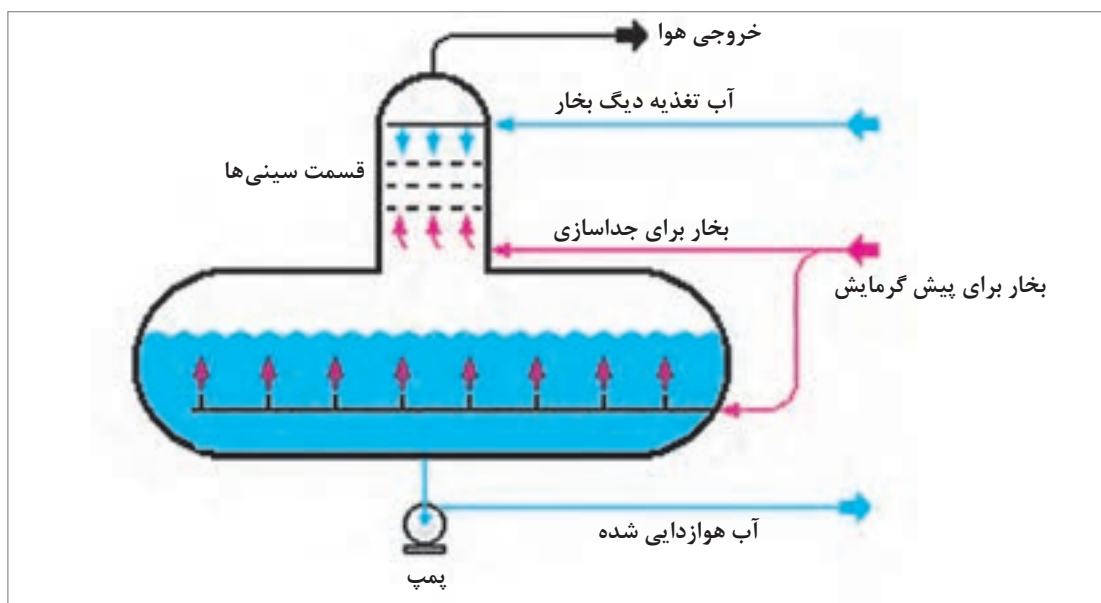 خروجی هوا
آب تغذیه دیگ بخار
قسمت سینی‌ها
بخار برای جداسازی
بخار برای پیش گرمایش
آب هوازدایی شده
پمپ